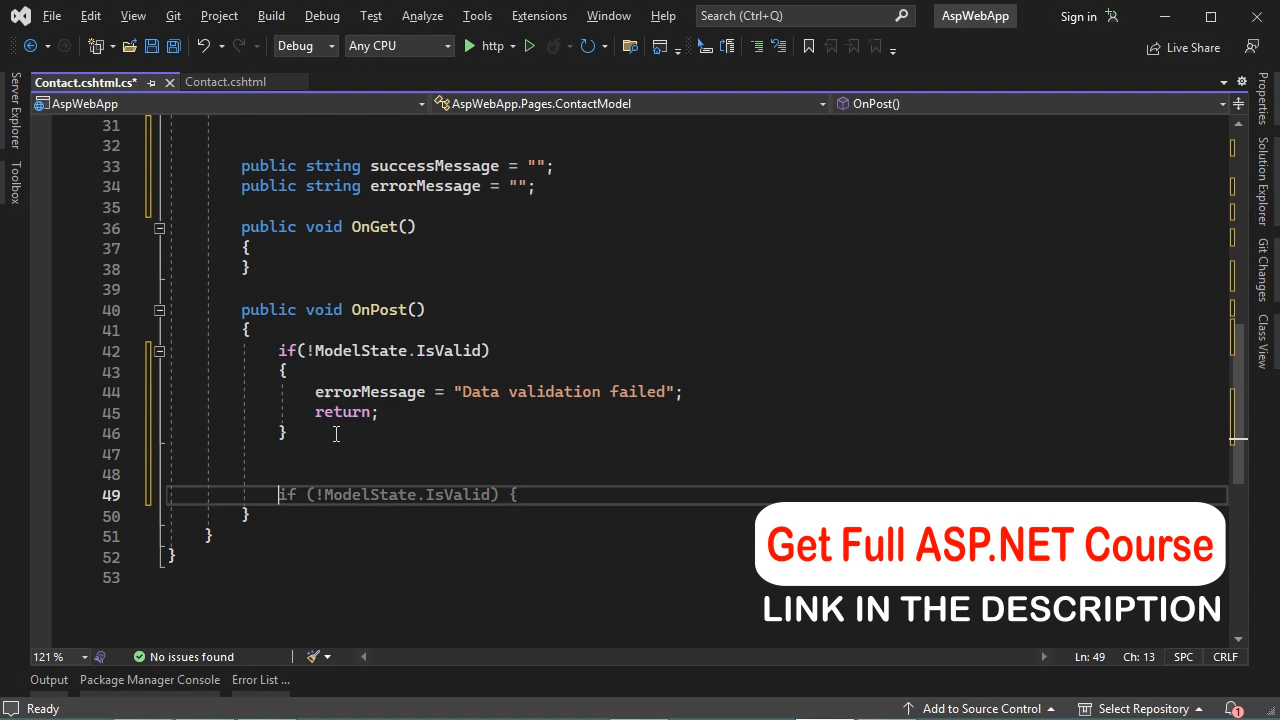 File Edit View Git Project Build Debug Test Analyze Tools Extensions Window Help Search (Ctrl+Q) AspWebApp Sign in
Debug Any CPU http Live Share
Contact.cshtml.cs* Contact.cshtml
AspWebApp AspWebApp.Pages.ContactModel OnPost()
Server Explorer
Toolbox
Properties
Solution Explorer
Git Changes
Class View
31
32
33 public string successMessage = "";
34 public string errorMessage = "";
35
36 public void OnGet()
37 {
38 }
39
40 public void OnPost()
41 {
42 if(!ModelState.IsValid)
43 {
44 errorMessage = "Data validation failed";
45 return;
46 }
47
48
49 if (!ModelState.IsValid) {
50 }
51 }
52 }
53
Get Full ASP.NET Course
LINK IN THE DESCRIPTION
121 % No issues found Ln: 49 Ch: 13 SPC CRLF
Output Package Manager Console Error List ...
Ready Add to Source Control Select Repository 1